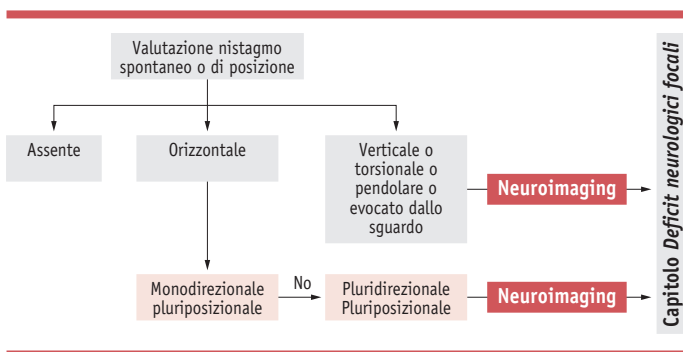 Valutazione nistagmo
spontaneo o di posizione
Assente
Orizzontale
Verticale o
torsionale o
pendolare o
evocato dallo
sguardo
Neuroimaging
Monodirezionale
pluriposizionale
No
Pluridirezionale
Pluriposizionale
Neuroimaging
Capitolo Deficit neurologici focali